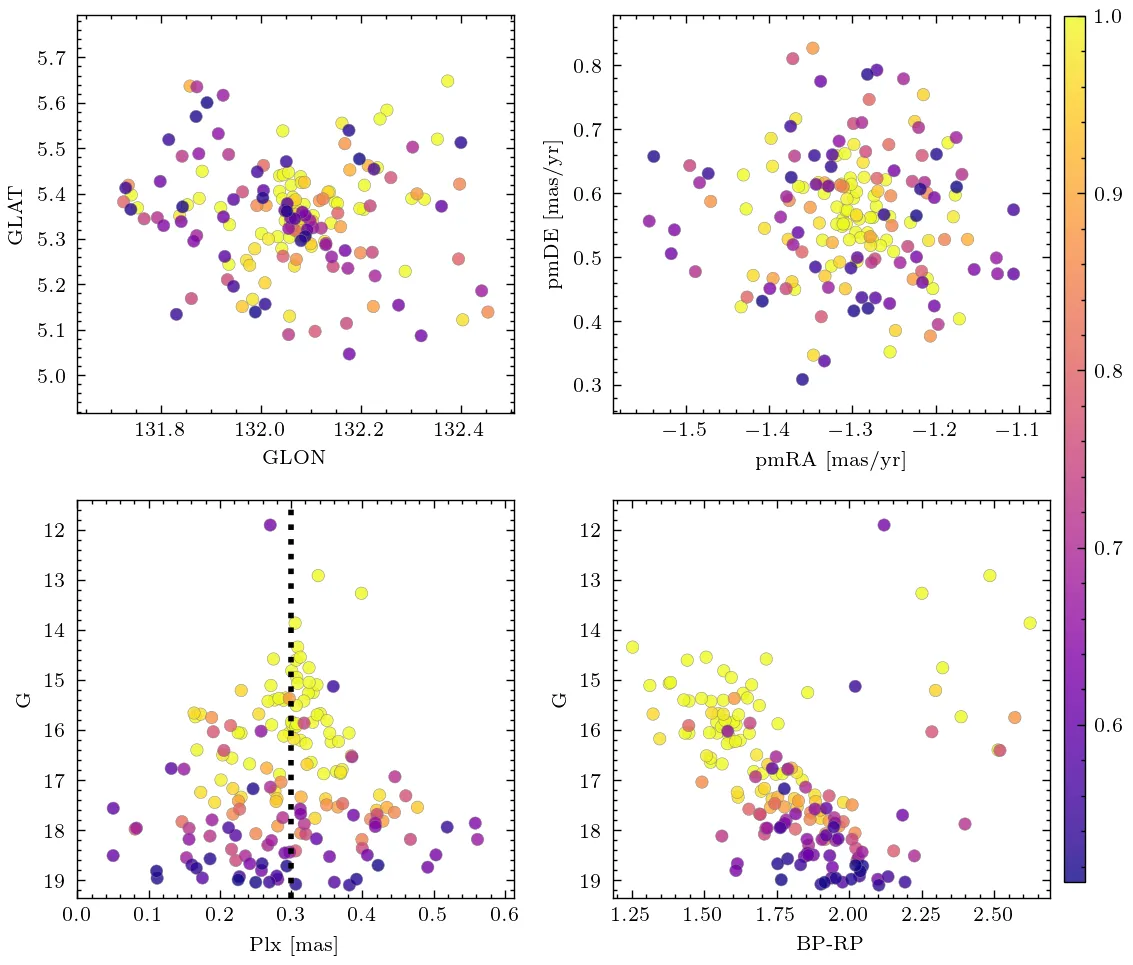 5.7
5.6
5.5
5.4
5.3
5.2
5.1
5.0
GLAT
131.8 132.0 132.2 132.4
GLON
0.8
0.7
0.6
0.5
0.4
0.3
pmDE [mas/yr]
−1.5 −1.4 −1.3 −1.2 −1.1
pmRA [mas/yr]
1.0
0.9
0.8
0.7
0.6
12
13
14
15
16
17
18
19
G
0.0 0.1 0.2 0.3 0.4 0.5 0.6
Plx [mas]
12
13
14
15
16
17
18
19
G
1.25 1.50 1.75 2.00 2.25 2.50
BP-RP